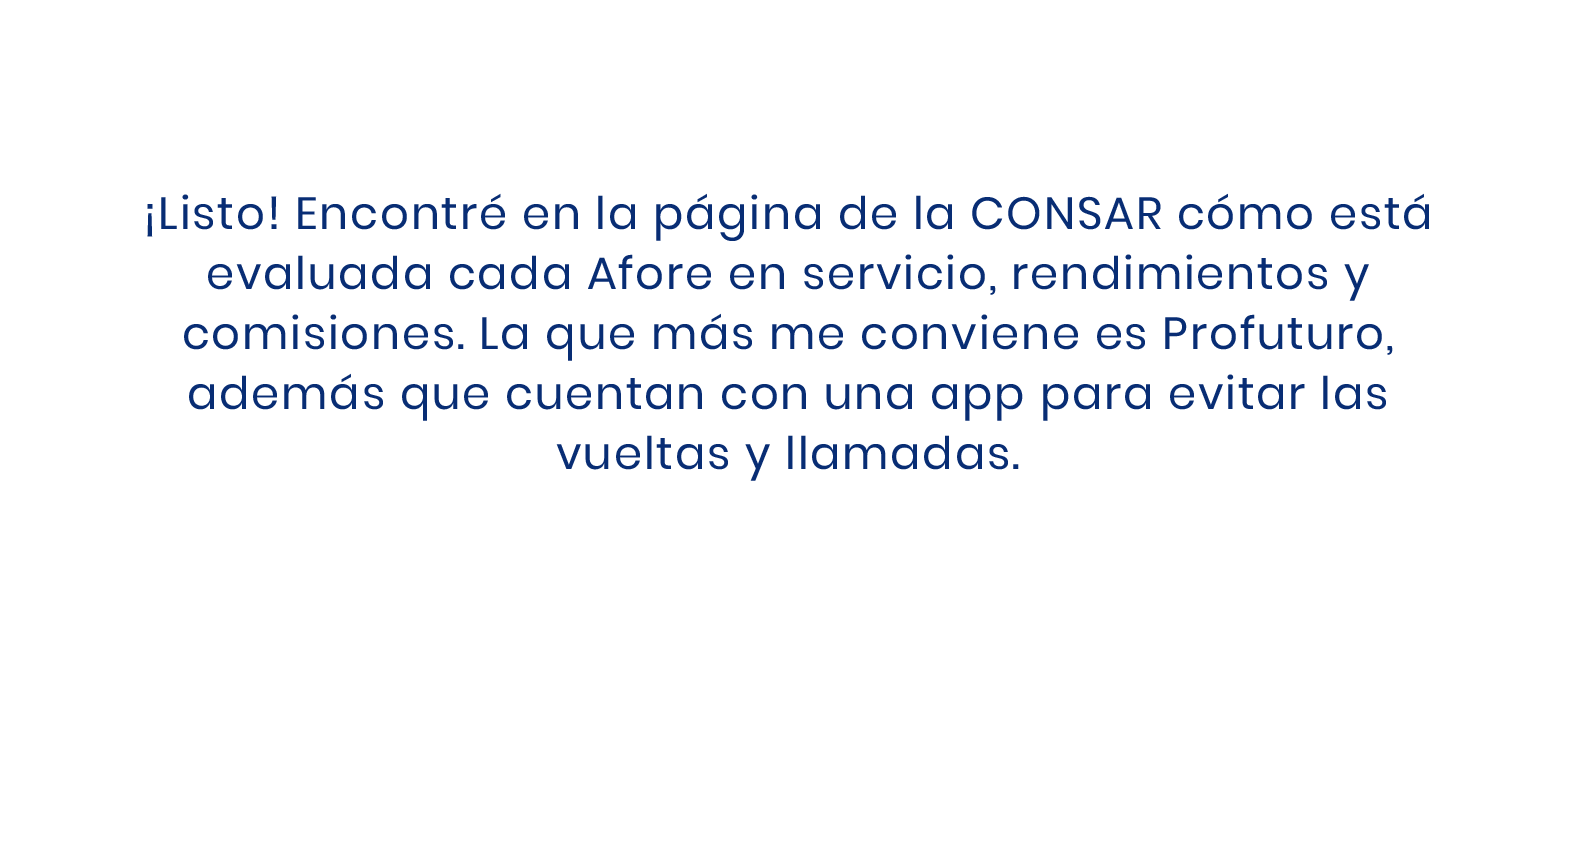 ¡Listo! Encontré en la página de la CONSAR cómo está
evaluada cada Afore en servicio, rendimientos y
comisiones. La que más me conviene es Profuturo,
además que cuentan con una app para evitar las
vueltas y llamadas.